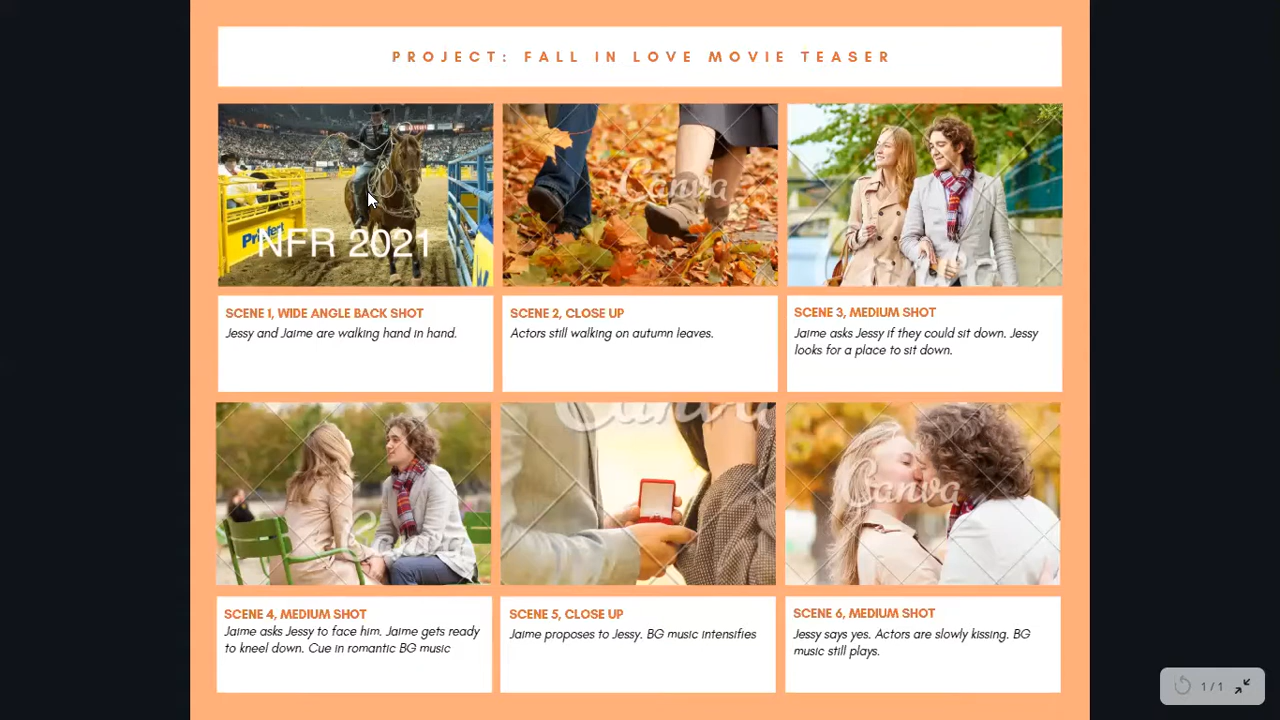 PROJECT: FALL IN LOVE MOVIE TEASER
NFR 2021
Canva
SCENE 1, WIDE ANGLE BACK SHOT
Jessy and Jaime are walking hand in hand.
SCENE 2, CLOSE UP
Actors still walking on autumn leaves.
SCENE 3, MEDIUM SHOT
Jaime asks Jessy if they could sit down. Jessy
looks for a place to sit down.
Canva
Canva
Canva
SCENE 4, MEDIUM SHOT
Jaime asks Jessy to face him. Jaime gets ready
to kneel down. Cue in romantic BG music
SCENE 5, CLOSE UP
Jaime proposes to Jessy. BG music intensifies
SCENE 6, MEDIUM SHOT
Jessy says yes. Actors are slowly kissing. BG
music still plays.
1 / 1